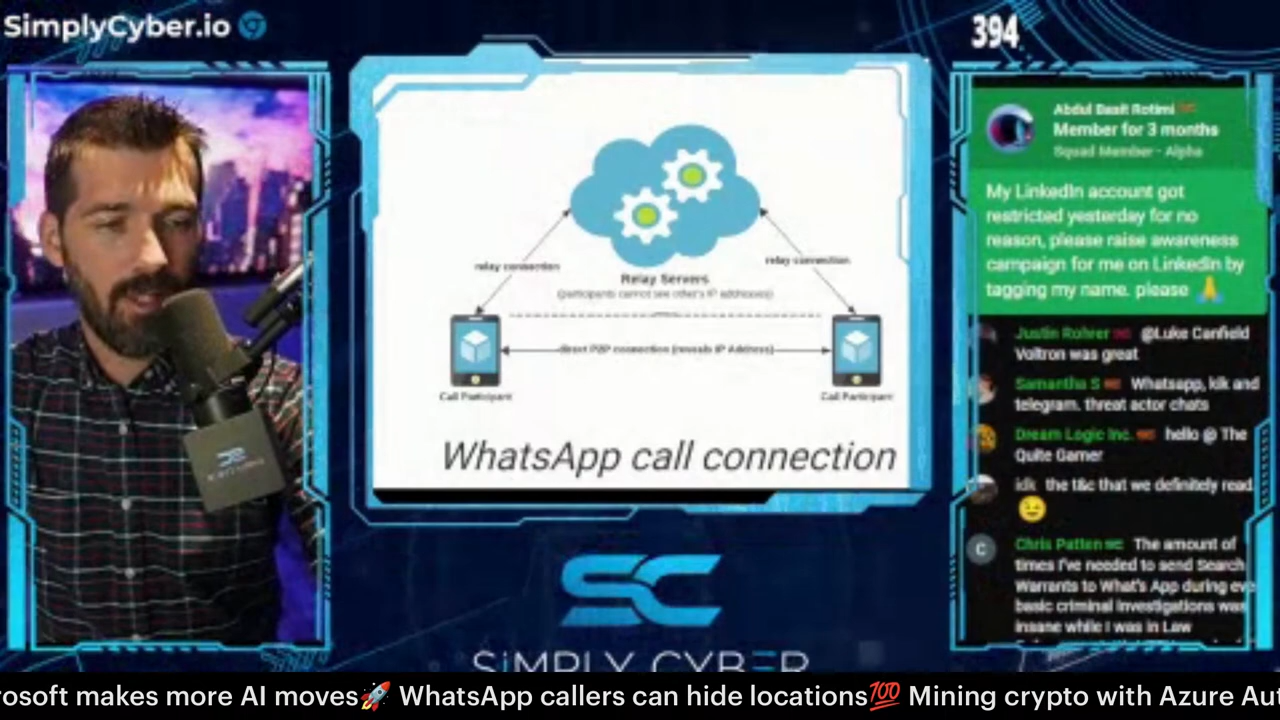 SimplyCyber.io
394
relay connection
relay connection
Relay Servers
(participants cannot see other's IP addresses)
direct P2P connection (reveals IP Address)
Call Participant
Call Participant
WhatsApp call connection
SIMPLY CYBER
Abdul Basit Rotimi
Member for 3 months
Squad Member - Alpha
My LinkedIn account got
restricted yesterday for no
reason, please raise awareness
campaign for me on LinkedIn by
tagging my name. please 🙏
Justin Rohrer @Luke Canfield
Voltron was great
Samantha S Whatsapp, kik and
telegram. threat actor chats
Dream Logic Inc. hello @ The
Quite Gamer
idk the t&c that we definitely read
😉
C
Chris Patten The amount of
times I've needed to send Search
Warrants to What's App during eve
basic criminal investigations was
insane while I was in Law
rosoft makes more AI moves🚀 WhatsApp callers can hide locations💯 Mining crypto with Azure Aut